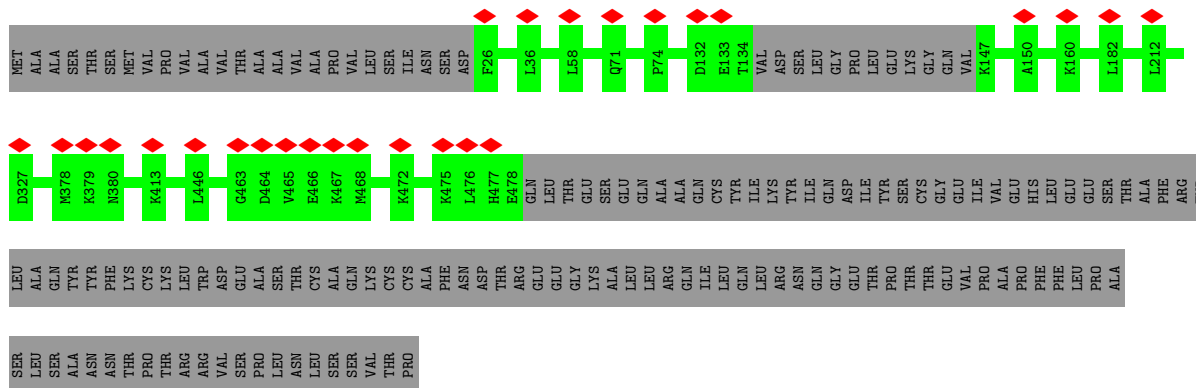 MET ALA ALA SER THR SER MET VAL PRO VAL ALA VAL THR ALA ALA VAL ALA PRO VAL LEU SER ILE ASN SER ASP F26 L36 L58 Q71 P74 D132 E133 T134 VAL ASP SER LEU GLY PRO LEU GLU LYS GLY GLN VAL K147 A150 K160 L182 L212
D327 M378 K379 N380 K413 L446 G463 D464 V465 E466 K467 M468 K472 K475 L476 H477 E478 GLN LEU THR GLU SER GLU GLN ALA ALA GLN CYS TYR ILE LYS TYR ILE GLN ASP ILE TYR SER CYS GLY GLU ILE VAL GLU HIS LEU GLU GLU SER THR ALA PHE ARG
LEU ALA GLN TYR TYR PHE LYS CYS LYS LEU TRP ASP GLU ALA SER THR CYS ALA GLN LYS CYS CYS ALA PHE ASN ASP THR ARG GLU GLU GLY LYS ALA LEU LEU ARG GLN ILE LEU GLN LEU ARG ASN GLN GLY GLU THR PRO THR THR GLU VAL PRO ALA PRO PHE PHE LEU PRO ALA
SER LEU SER ALA ASN ASN THR PRO THR ARG ARG VAL SER PRO LEU ASN LEU SER SER VAL THR PRO